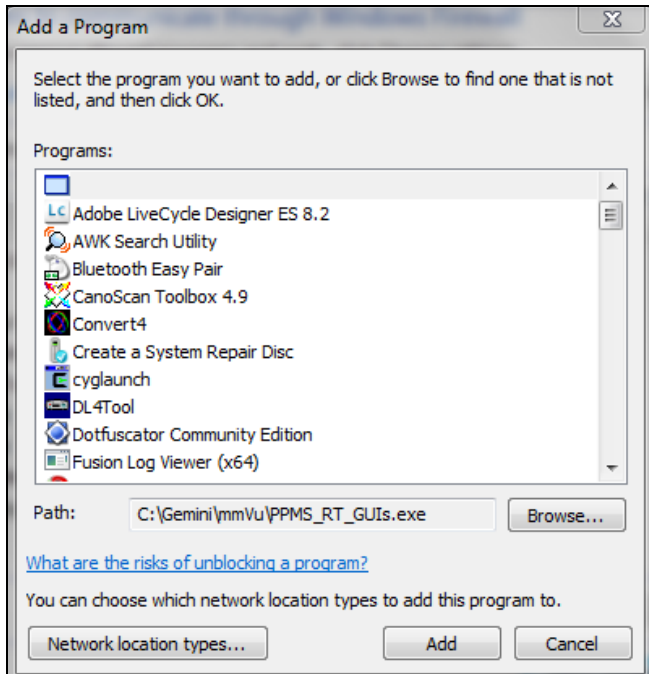 through Windows Firewall
Add a Program
Select the program you want to add, or click Browse to find one that is not
listed, and then click OK.
Programs:
LC Adobe LiveCycle Designer ES 8.2
AWK Search Utility
Bluetooth Easy Pair
CanoScan Toolbox 4.9
Convert4
Create a System Repair Disc
cyglaunch
DL4Tool
Dotfuscator Community Edition
Fusion Log Viewer (x64)
Path: C:\Gemini\mmVu\PPMS_RT_GUIs.exe Browse...
What are the risks of unblocking a program?
You can choose which network location types to add this program to.
Network location types... Add Cancel